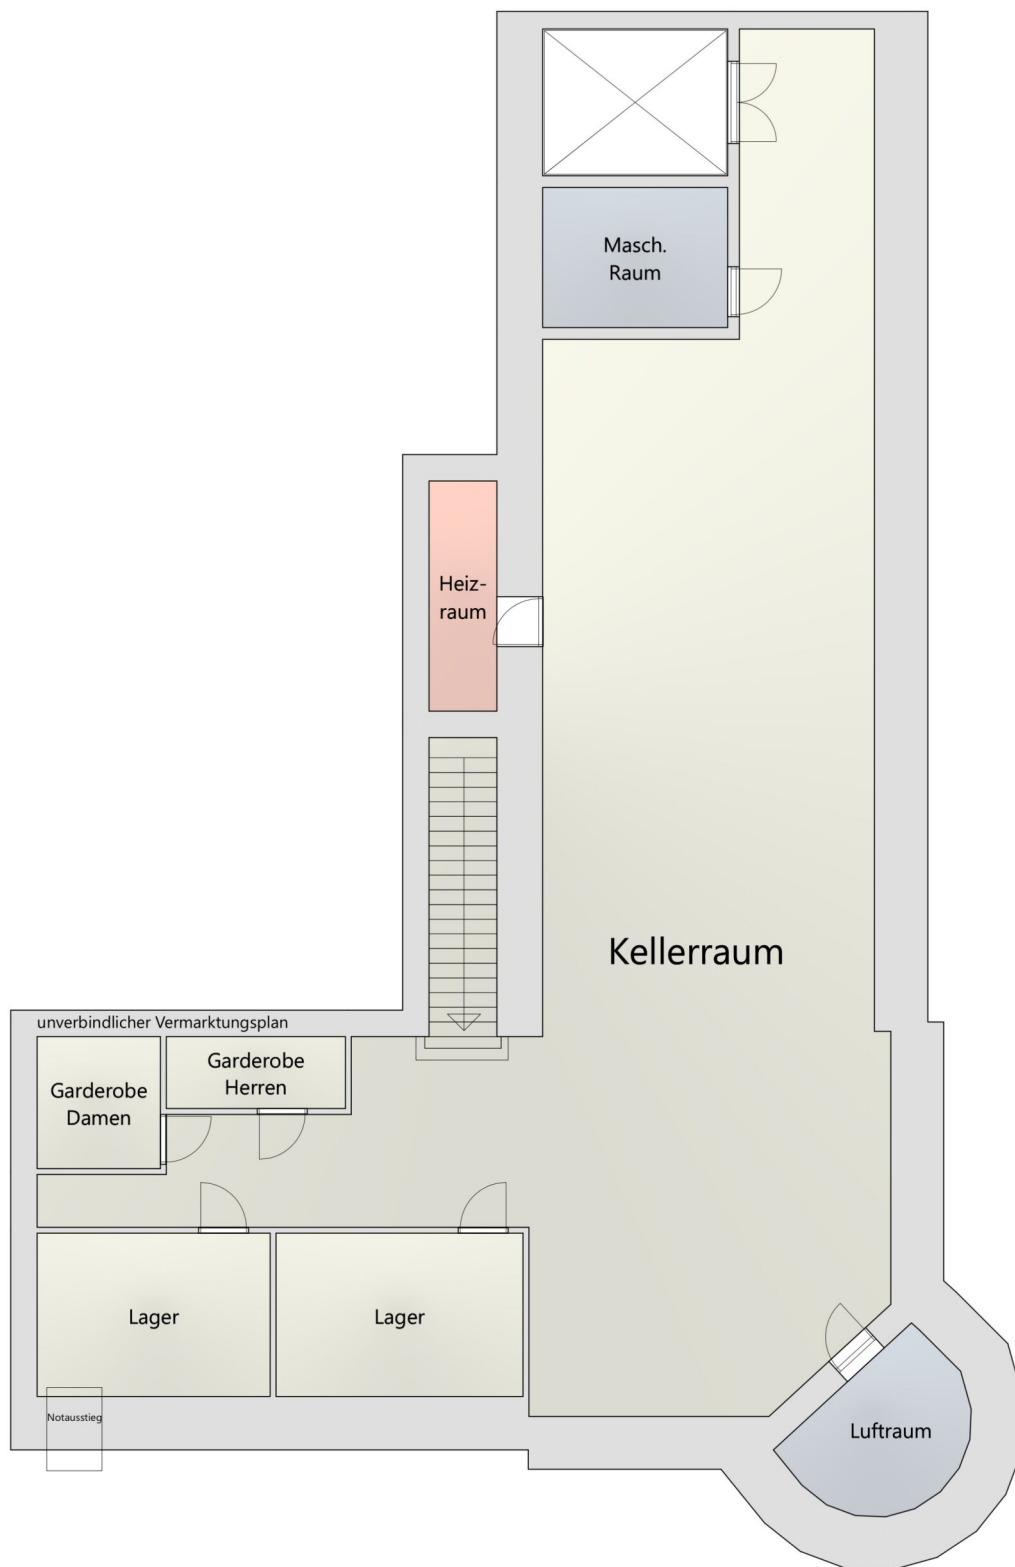 Masch.
Raum
Heiz-
raum
Kellerraum
unverbindlicher Vermarktungsplan
Garderobe
Damen
Garderobe
Herren
Lager
Lager
Notausstieg
Luftraum